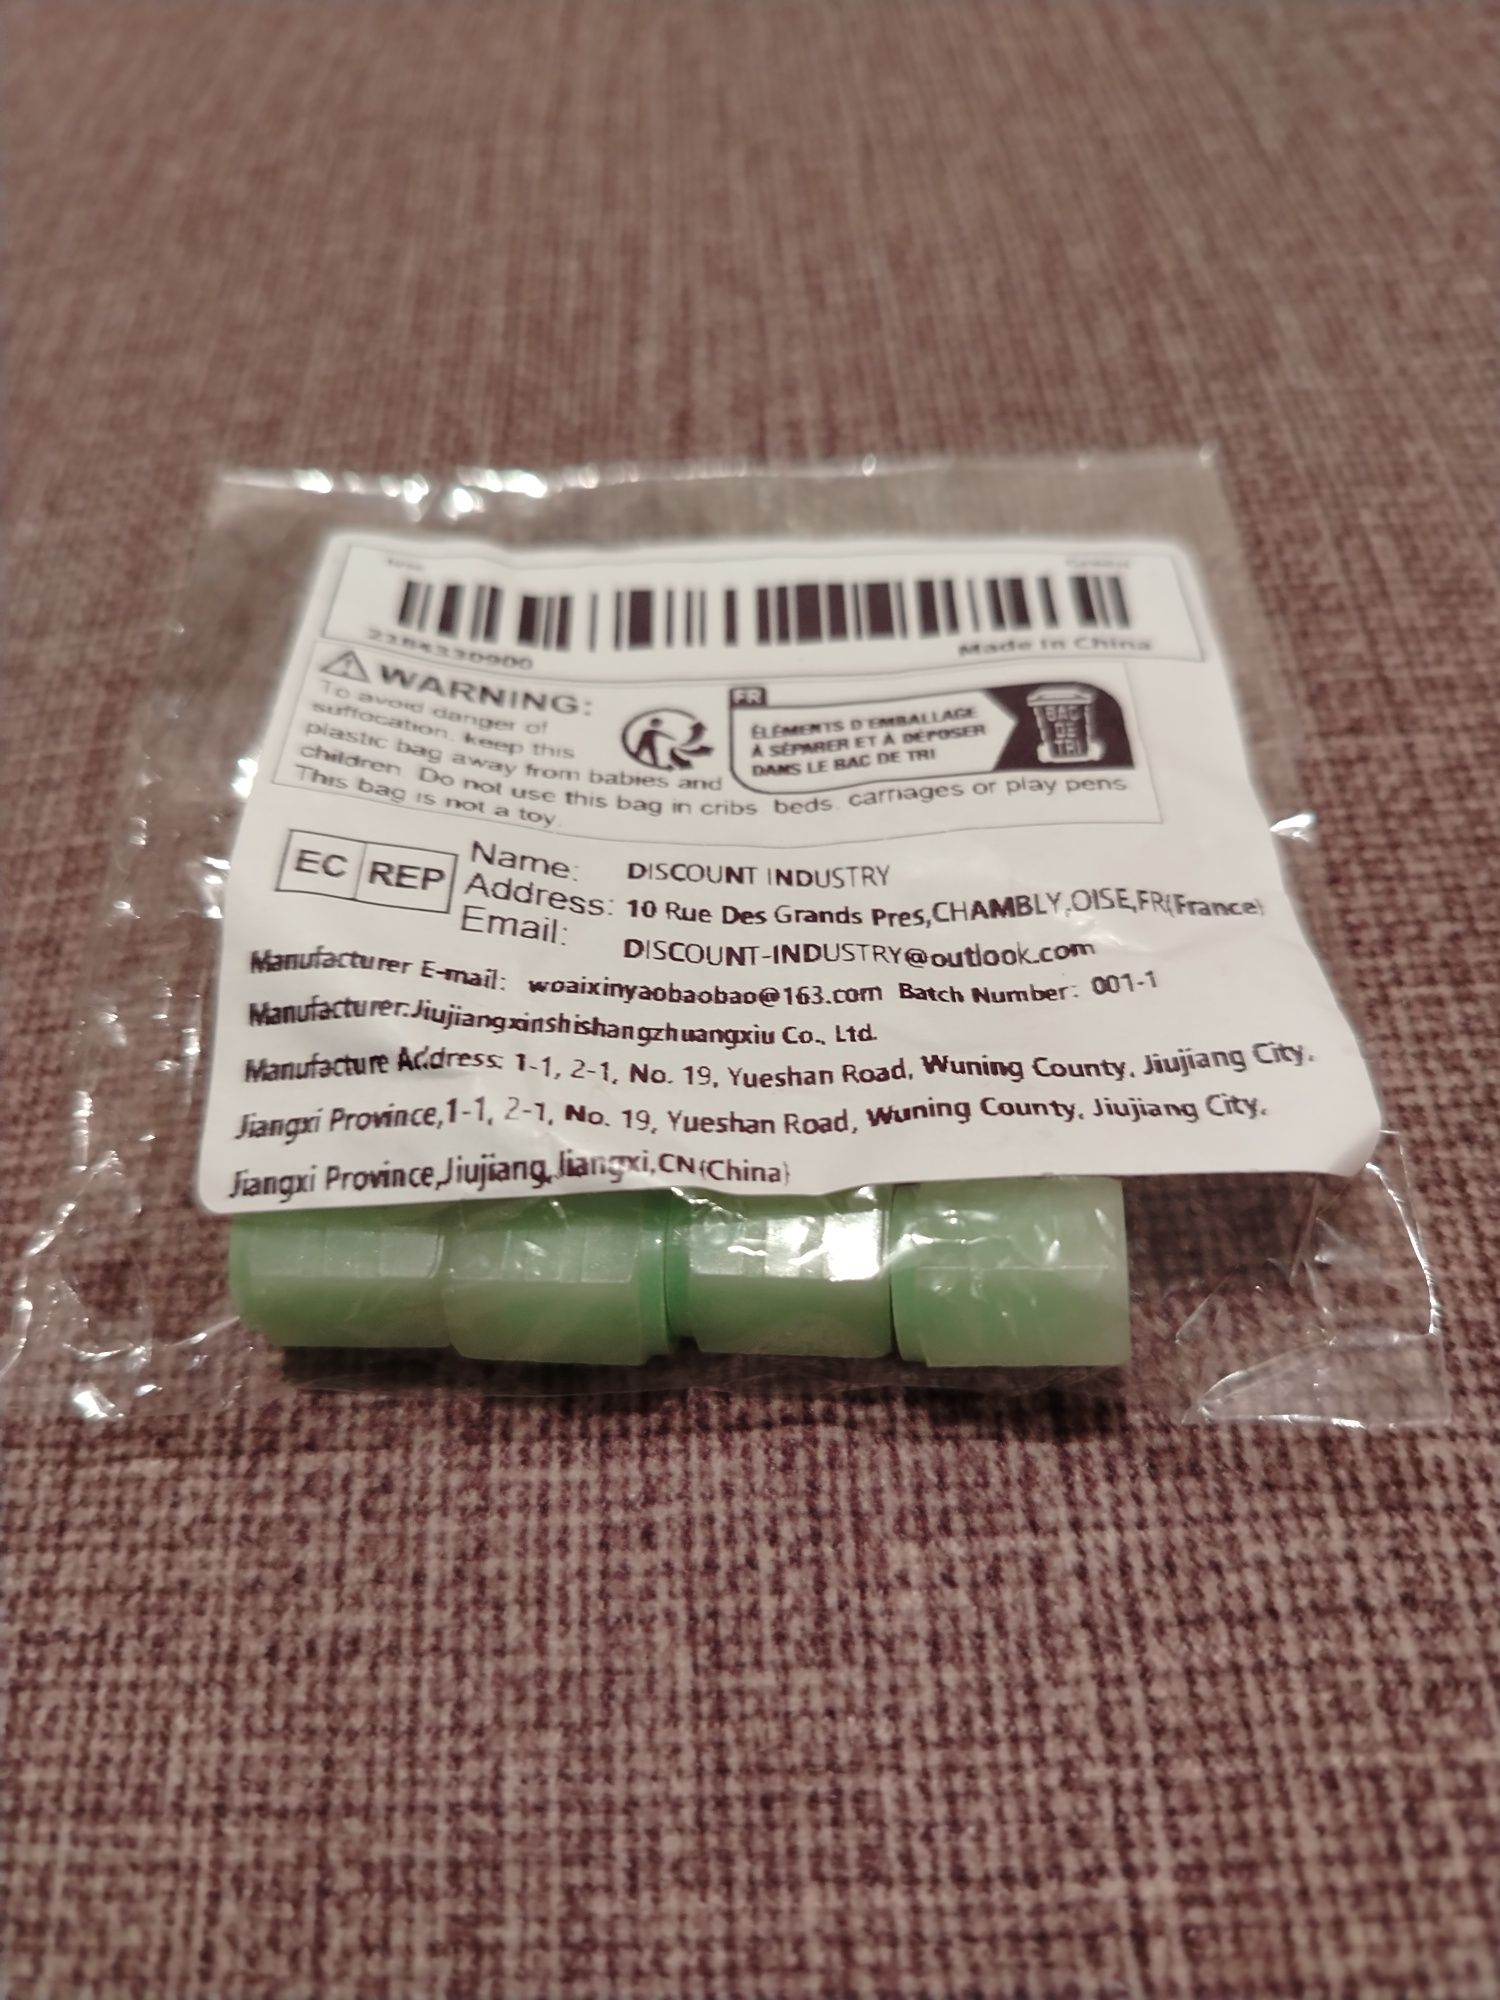 2184330900
Made in China
WARNING:
To avoid danger of
suffocation, keep this
plastic bag away from babies and
children. Do not use this bag in cribs, beds, carriages or play pens.
This bag is not a toy.
FR
ÉLÉMENTS D'EMBALLAGE
À SÉPARER ET À DÉPOSER
DANS LE BAC DE TRI
BAC
DE
TRI
EC REP
Name: DISCOUNT INDUSTRY
Address: 10 Rue Des Grands Pres,CHAMBLY,OISE,FR(France)
Email: DISCOUNT-INDUSTRY@outlook.com
Manufacturer E-mail: woaixinyaobaobao@163.com Batch Number: 001-1
Manufacturer:Jiujiangxinshishangzhuangxiu Co., Ltd.
Manufacture Address: 1-1, 2-1, No. 19, Yueshan Road, Wuning County, Jiujiang City,
Jiangxi Province,1-1, 2-1, No. 19, Yueshan Road, Wuning County, Jiujiang City,
Jiangxi Province,Jiujiang,Jiangxi,CN(China)